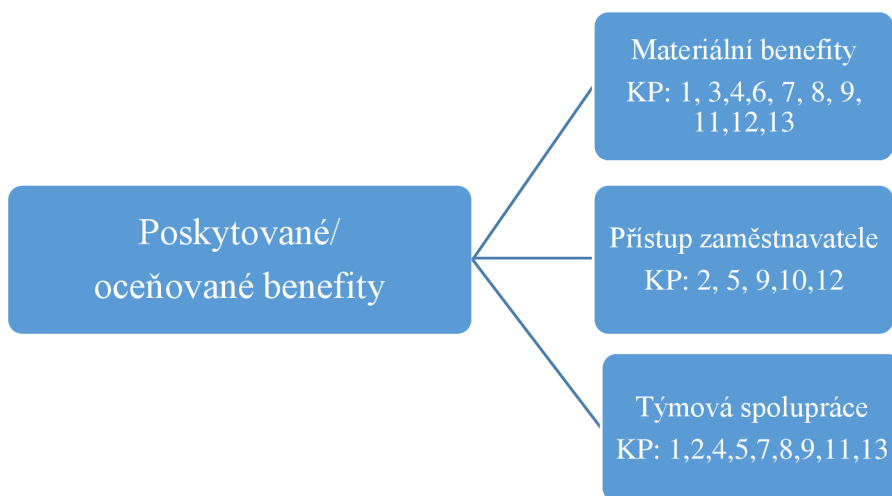 Poskytované/
oceňované benefity
Materiální benefity
KP: 1, 3,4,6, 7, 8, 9,
11,12,13
Přístup zaměstnavatele
KP: 2, 5, 9,10,12
Týmová spolupráce
KP: 1,2,4,5,7,8,9,11,13